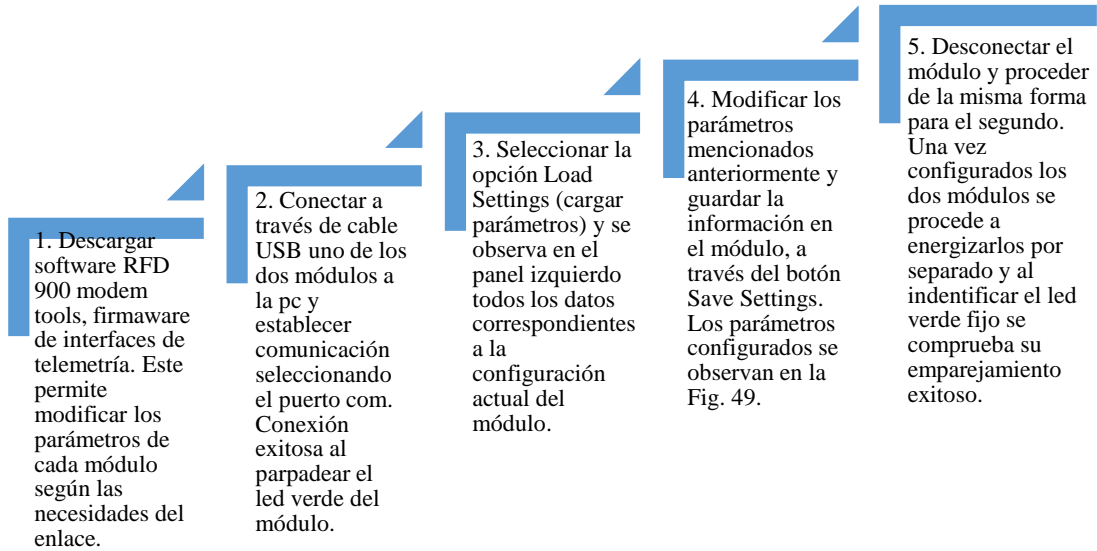 1. Descargar
software RFD
900 modem
tools, firmaware
de interfaces de
telemetría. Este
permite
modificar los
parámetros de
cada módulo
según las
necesidades del
enlace.
2. Conectar a
través de cable
USB uno de los
dos módulos a
la pc y
establecer
comunicación
seleccionando
el puerto com.
Conexión
exitosa al
parpadear el
led verde del
módulo.
3. Seleccionar la
opción Load
Settings (cargar
parámetros) y se
observa en el
panel izquierdo
todos los datos
correspondientes
a la
configuración
actual del
módulo.
4. Modificar los
parámetros
mencionados
anteriormente y
guardar la
información en
el módulo, a
través del botón
Save Settings.
Los parámetros
configurados se
observan en la
Fig. 49.
5. Desconectar el
módulo y proceder
de la misma forma
para el segundo.
Una vez
configurados los
dos módulos se
procede a
energizarlos por
separado y al
indentificar el led
verde fijo se
comprueba su
emparejamiento
exitoso.